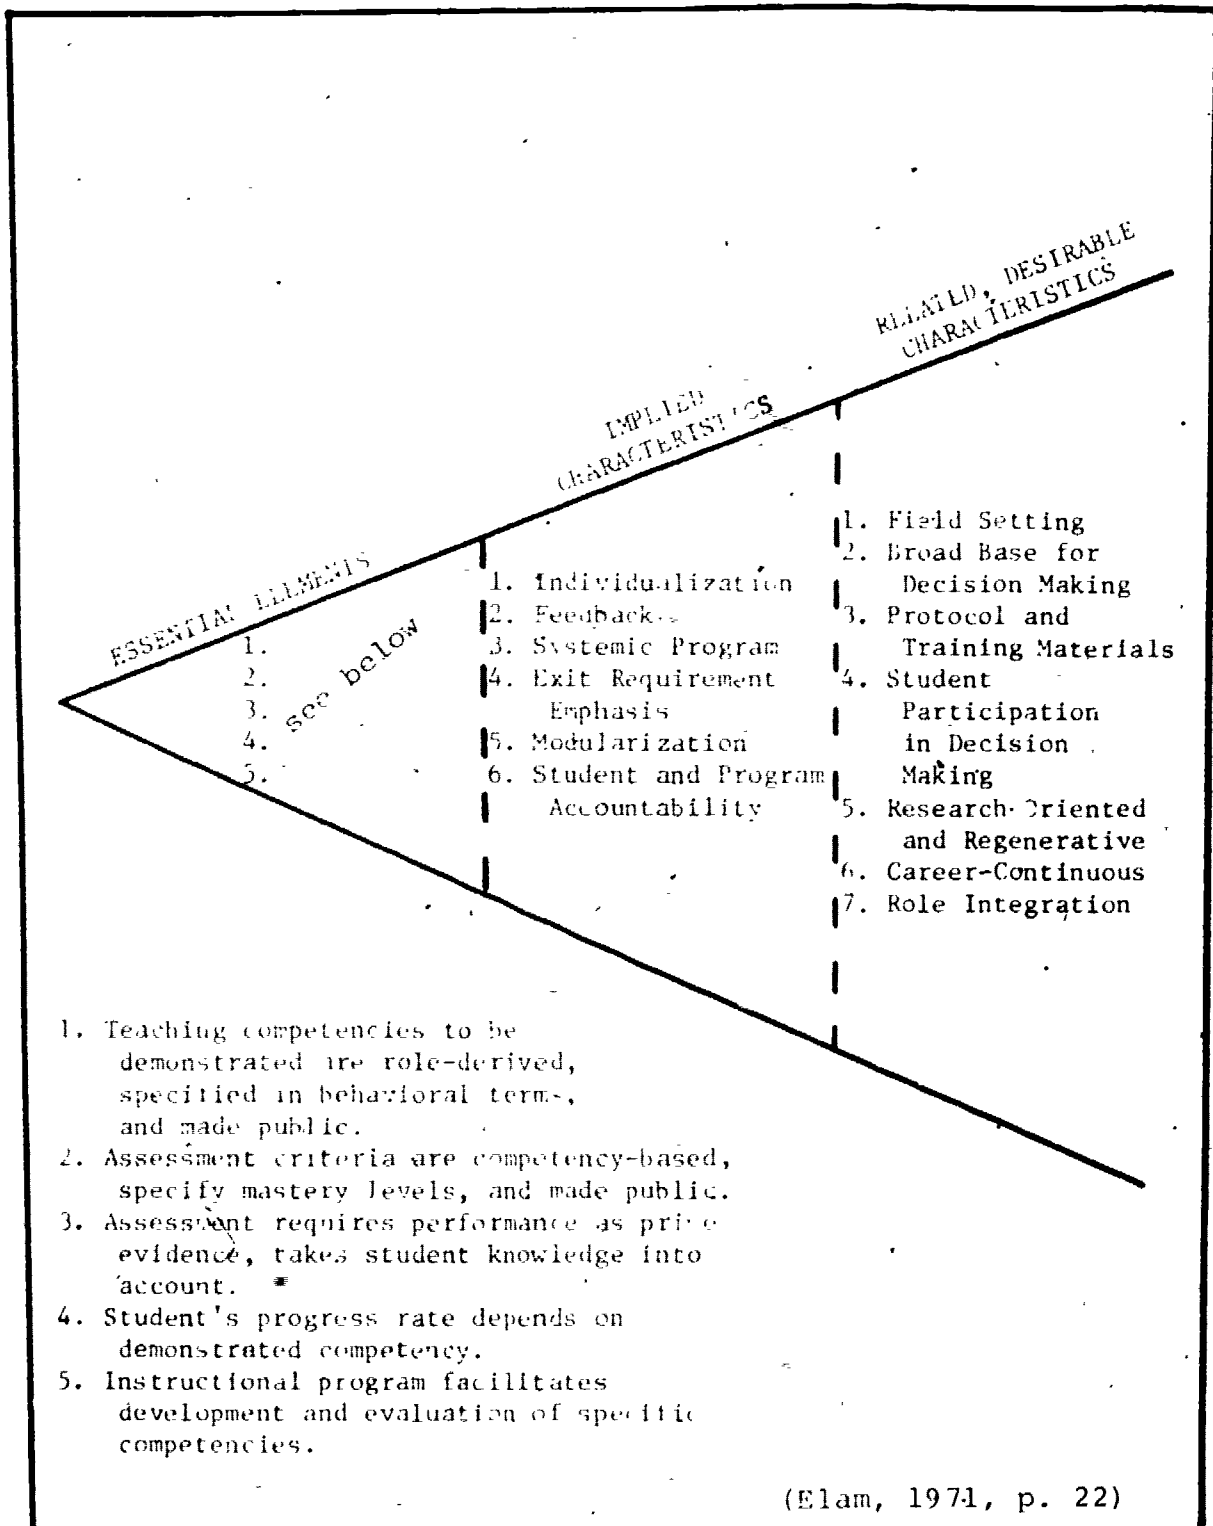 RELATED, DESIRABLE
CHARACTERISTICS
IMPLIED
CHARACTERISTICS
ESSENTIAL ELEMENTS
1.
2.
3.
4.
5.
see below
1. Individualization
2. Feedback
3. Systemic Program
4. Exit Requirement
Emphasis
5. Modularization
6. Student and Program
Accountability
1. Field Setting
2. Broad Base for
Decision Making
3. Protocol and
Training Materials
4. Student
Participation
in Decision
Making
5. Research-Oriented
and Regenerative
6. Career-Continuous
7. Role Integration
1. Teaching competencies to be
demonstrated are role-derived,
specified in behavioral terms,
and made public.
2. Assessment criteria are competency-based,
specify mastery levels, and made public.
3. Assessment requires performance as prime
evidence, takes student knowledge into
account.
4. Student's progress rate depends on
demonstrated competency.
5. Instructional program facilitates
development and evaluation of specific
competencies.
(Elam, 1971, p. 22)